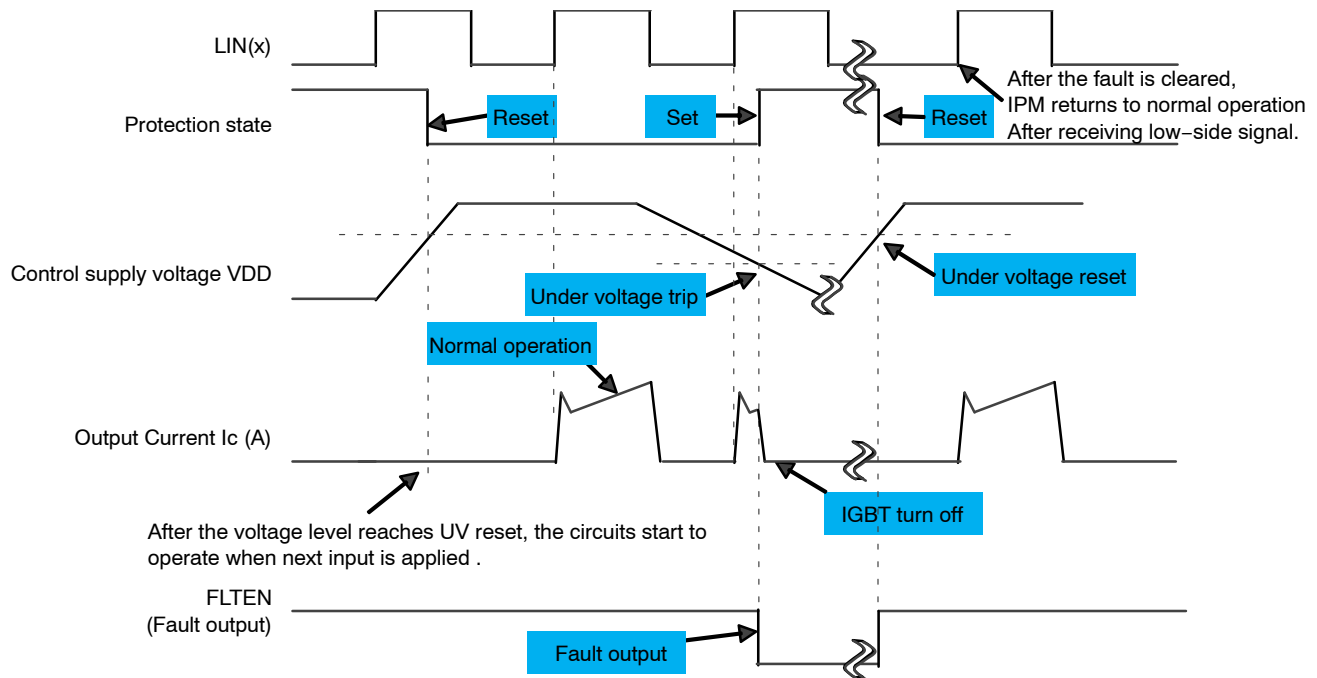 LIN(x)
After the fault is cleared,
IPM returns to normal operation
After receiving low−side signal.
Protection state
Reset
Set
Reset
Control supply voltage VDD
Under voltage trip
Under voltage reset
Normal operation
Output Current Ic (A)
IGBT turn off
After the voltage level reaches UV reset, the circuits start to
operate when next input is applied .
FLTEN
(Fault output)
Fault output